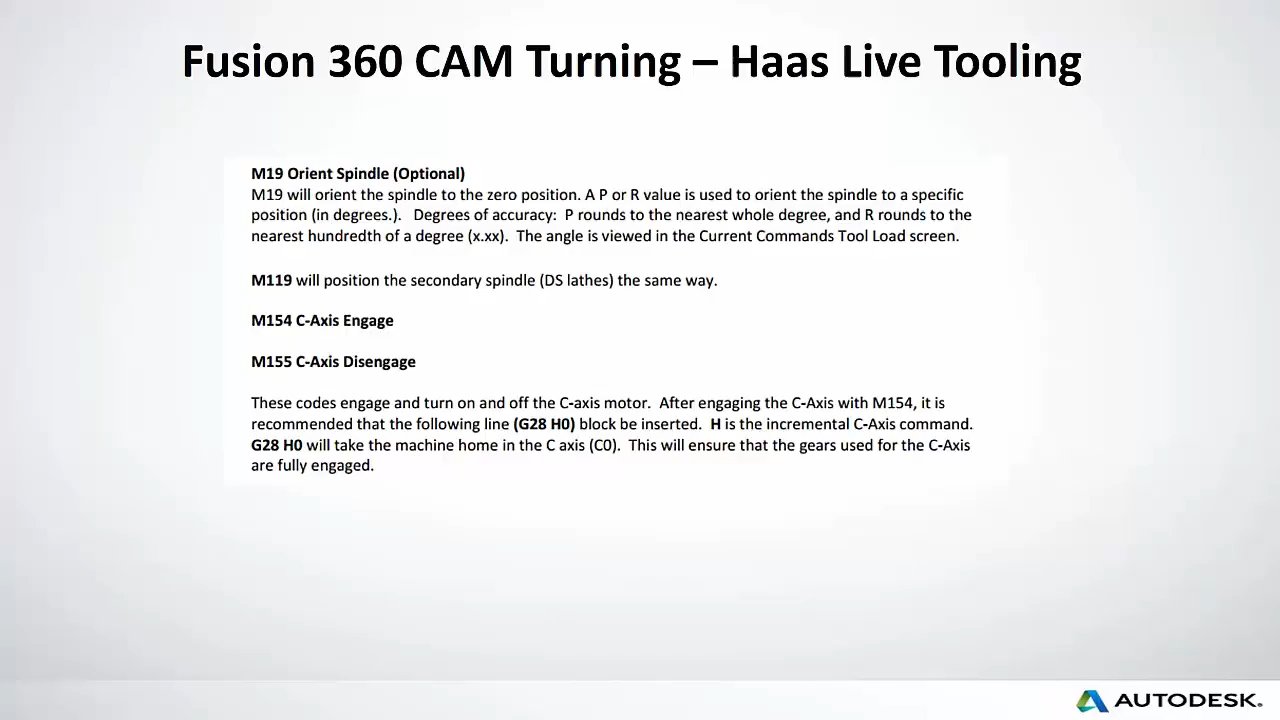 Fusion 360 CAM Turning – Haas Live Tooling
M19 Orient Spindle (Optional)
M19 will orient the spindle to the zero position. A P or R value is used to orient the spindle to a specific
position (in degrees.).   Degrees of accuracy:  P rounds to the nearest whole degree, and R rounds to the
nearest hundredth of a degree (x.xx).  The angle is viewed in the Current Commands Tool Load screen.
M119 will position the secondary spindle (DS lathes) the same way.
M154 C-Axis Engage
M155 C-Axis Disengage
These codes engage and turn on and off the C-axis motor.  After engaging the C-Axis with M154, it is
recommended that the following line (G28 H0) block be inserted.  H is the incremental C-Axis command.
G28 H0 will take the machine home in the C axis (C0).  This will ensure that the gears used for the C-Axis
are fully engaged.
AUTODESK.